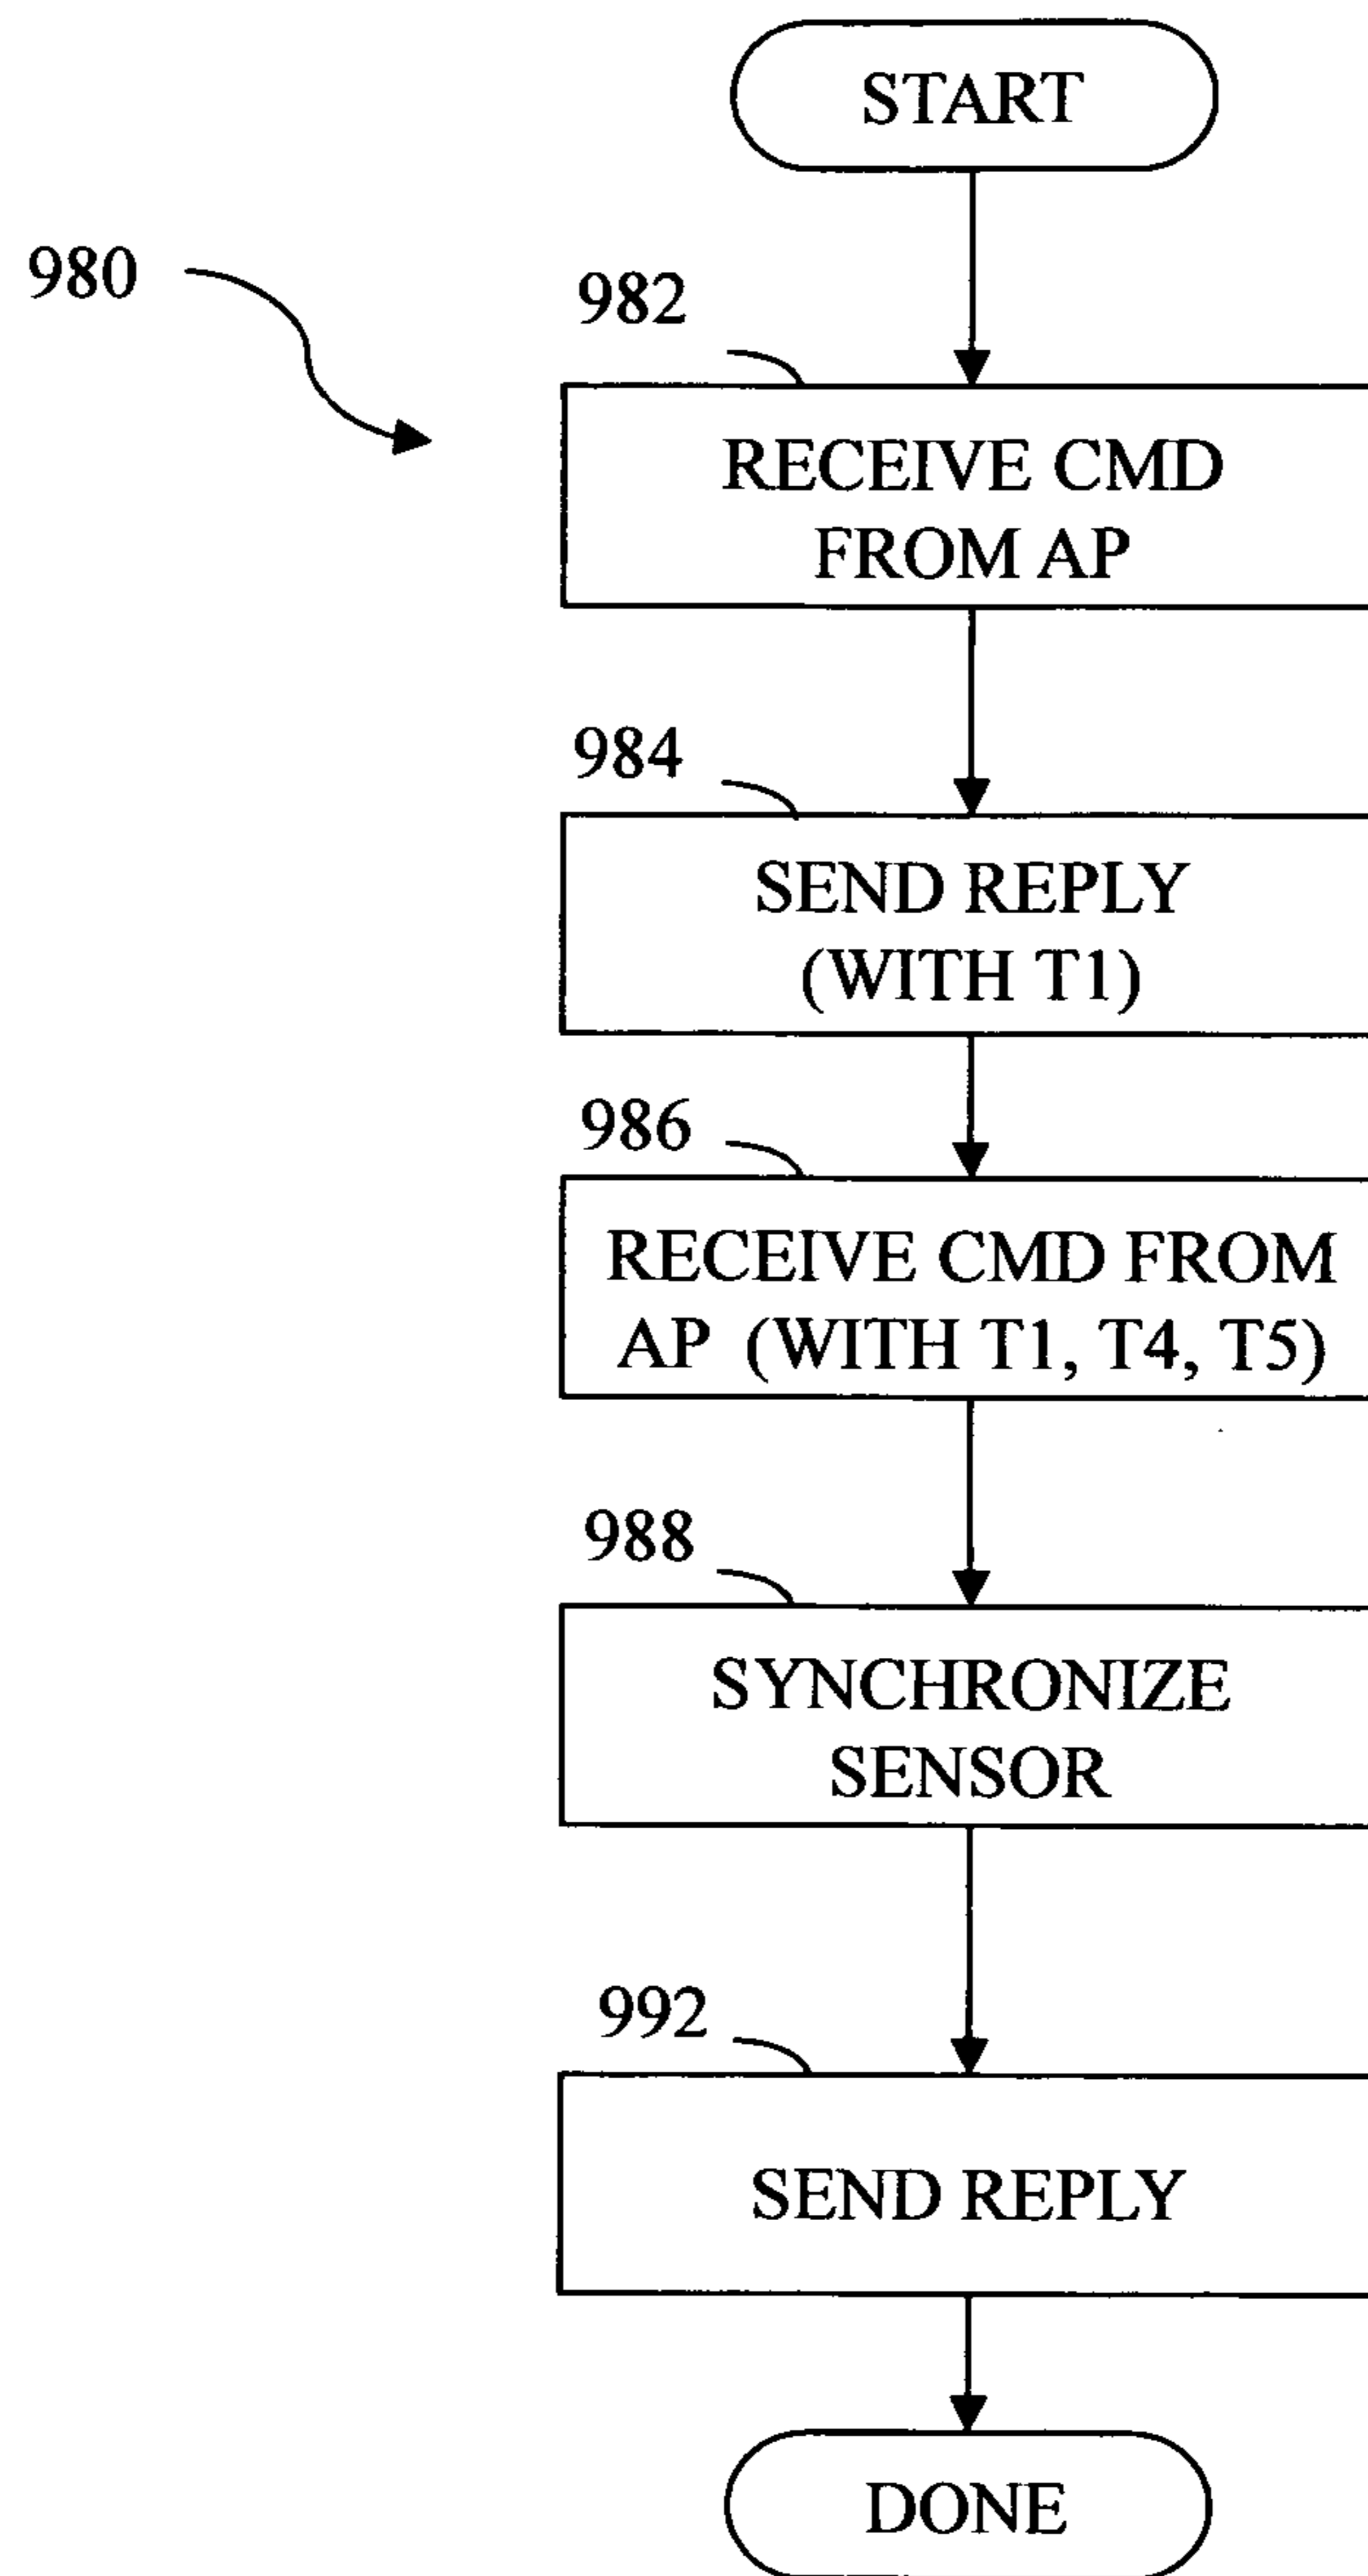 START
980
982
RECEIVE CMD
FROM AP
984
SEND REPLY
(WITH T1)
986
RECEIVE CMD FROM
AP (WITH T1, T4, T5)
988
SYNCHRONIZE
SENSOR
992
SEND REPLY
DONE